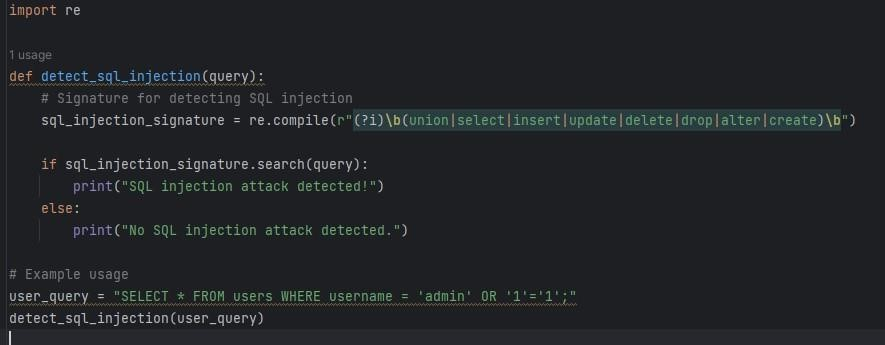 import re
1 usage
def detect_sql_injection(query):
# Signature for detecting SQL injection
sql_injection_signature = re.compile(r"(?i)\b(union|select|insert|update|delete|drop|alter|create)\b")
if sql_injection_signature.search(query):
print("SQL injection attack detected!")
else:
print("No SQL injection attack detected.")
# Example usage
user_query = "SELECT * FROM users WHERE username = 'admin' OR '1'='1';"
detect_sql_injection(user_query)